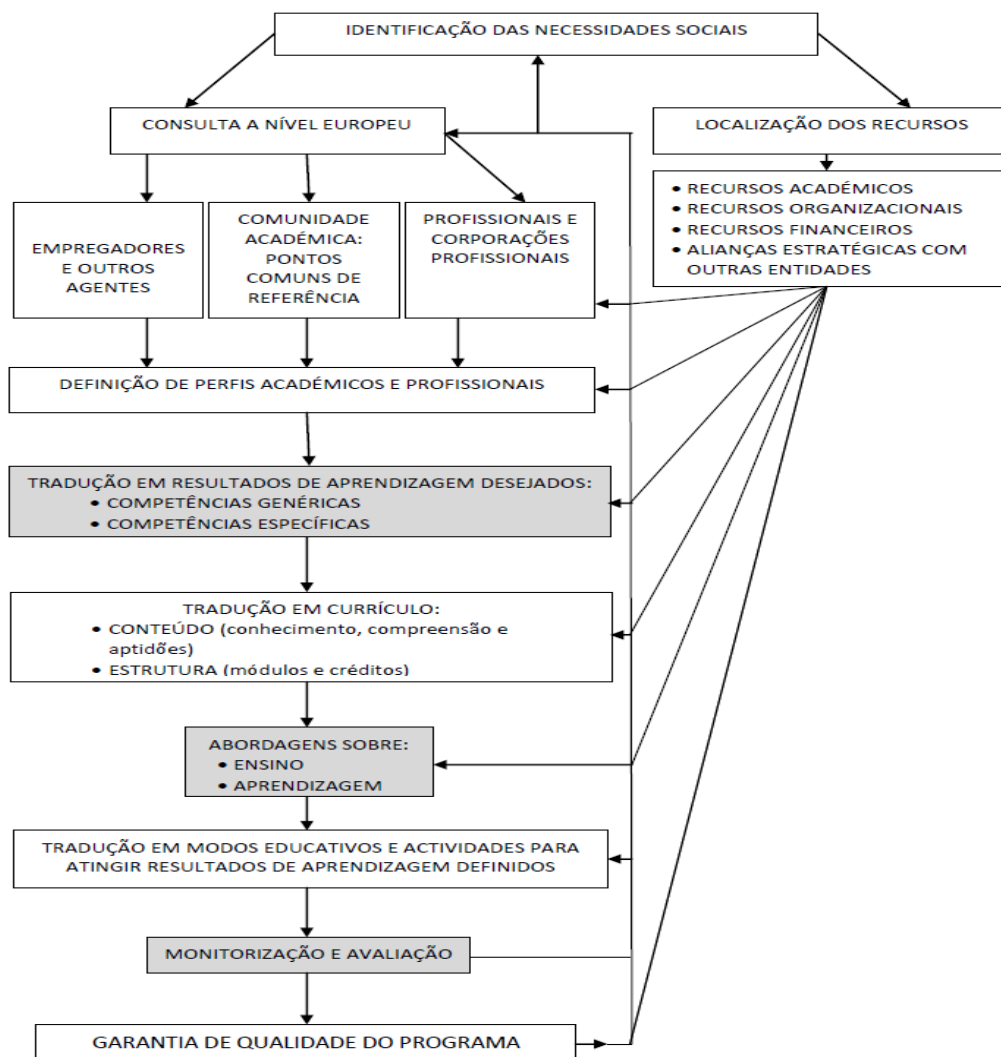 IDENTIFICAÇÃO DAS NECESSIDADES SOCIAIS
CONSULTA A NÍVEL EUROPEU
LOCALIZAÇÃO DOS RECURSOS
• RECURSOS ACADÉMICOS
• RECURSOS ORGANIZACIONAIS
• RECURSOS FINANCEIROS
• ALIANÇAS ESTRATÉGICAS COM
OUTRAS ENTIDADES
EMPREGADORES
E OUTROS
AGENTES
COMUNIDADE
ACADÉMICA:
PONTOS
COMUNS DE
REFERÊNCIA
PROFISSIONAIS E
CORPORAÇÕES
PROFISSIONAIS
DEFINIÇÃO DE PERFIS ACADÉMICOS E PROFISSIONAIS
TRADUÇÃO EM RESULTADOS DE APRENDIZAGEM DESEJADOS:
• COMPETÊNCIAS GENÉRICAS
• COMPETÊNCIAS ESPECÍFICAS
TRADUÇÃO EM CURRÍCULO:
• CONTEÚDO (conhecimento, compreensão e
aptidões)
• ESTRUTURA (módulos e créditos)
ABORDAGENS SOBRE:
• ENSINO
• APRENDIZAGEM
TRADUÇÃO EM MODOS EDUCATIVOS E ACTIVIDADES PARA
ATINGIR RESULTADOS DE APRENDIZAGEM DEFINIDOS
MONITORIZAÇÃO E AVALIAÇÃO
GARANTIA DE QUALIDADE DO PROGRAMA